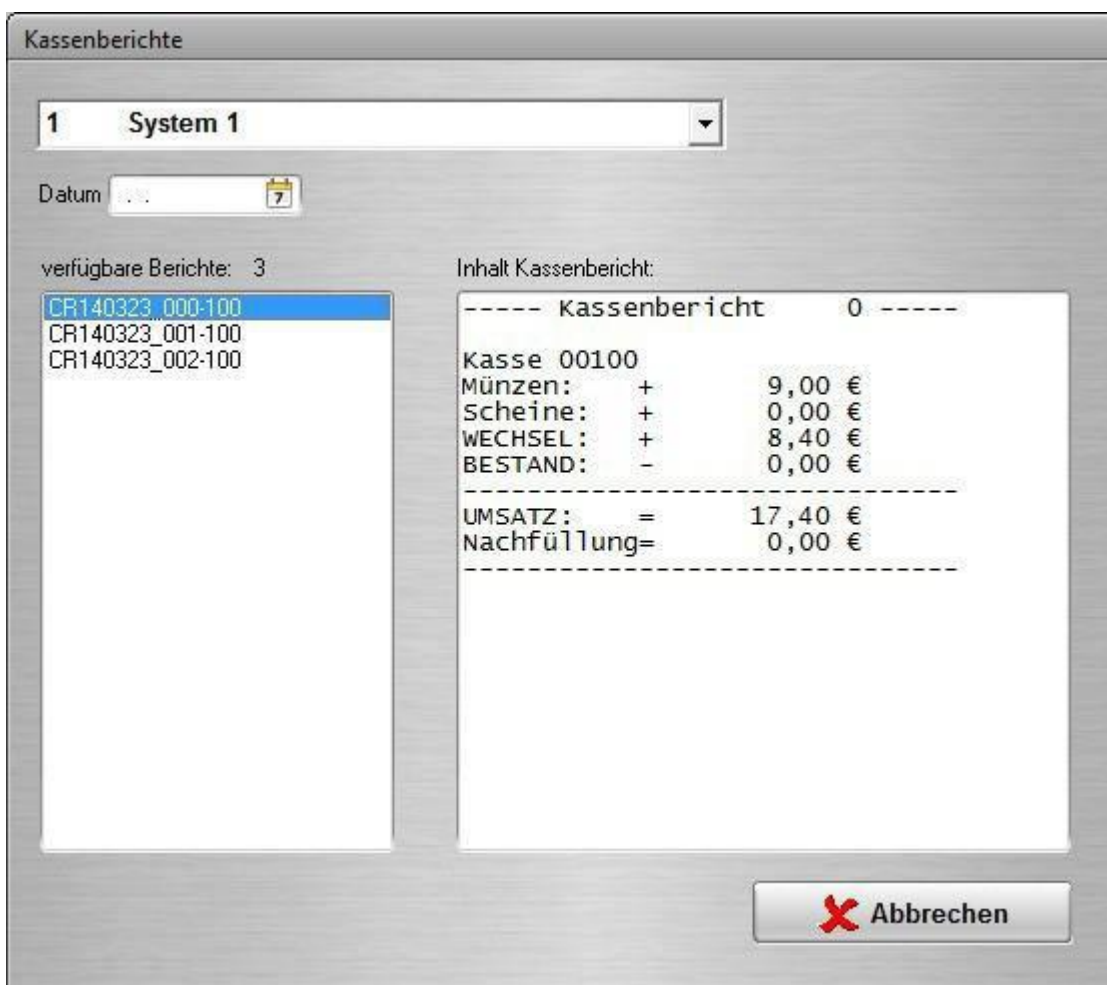 Kassenberichte
1 System 1
Datum . . 7
verfügbare Berichte: 3
CR140323_000-100
CR140323_001-100
CR140323_002-100
Inhalt Kassenbericht:
----- Kassenbericht 0 -----
Kasse 00100
Münzen: + 9,00 €
Scheine: + 0,00 €
WECHSEL: + 8,40 €
BESTAND: - 0,00 €
-------------------------------
UMSATZ: = 17,40 €
Nachfüllung= 0,00 €
-------------------------------
Abbrechen